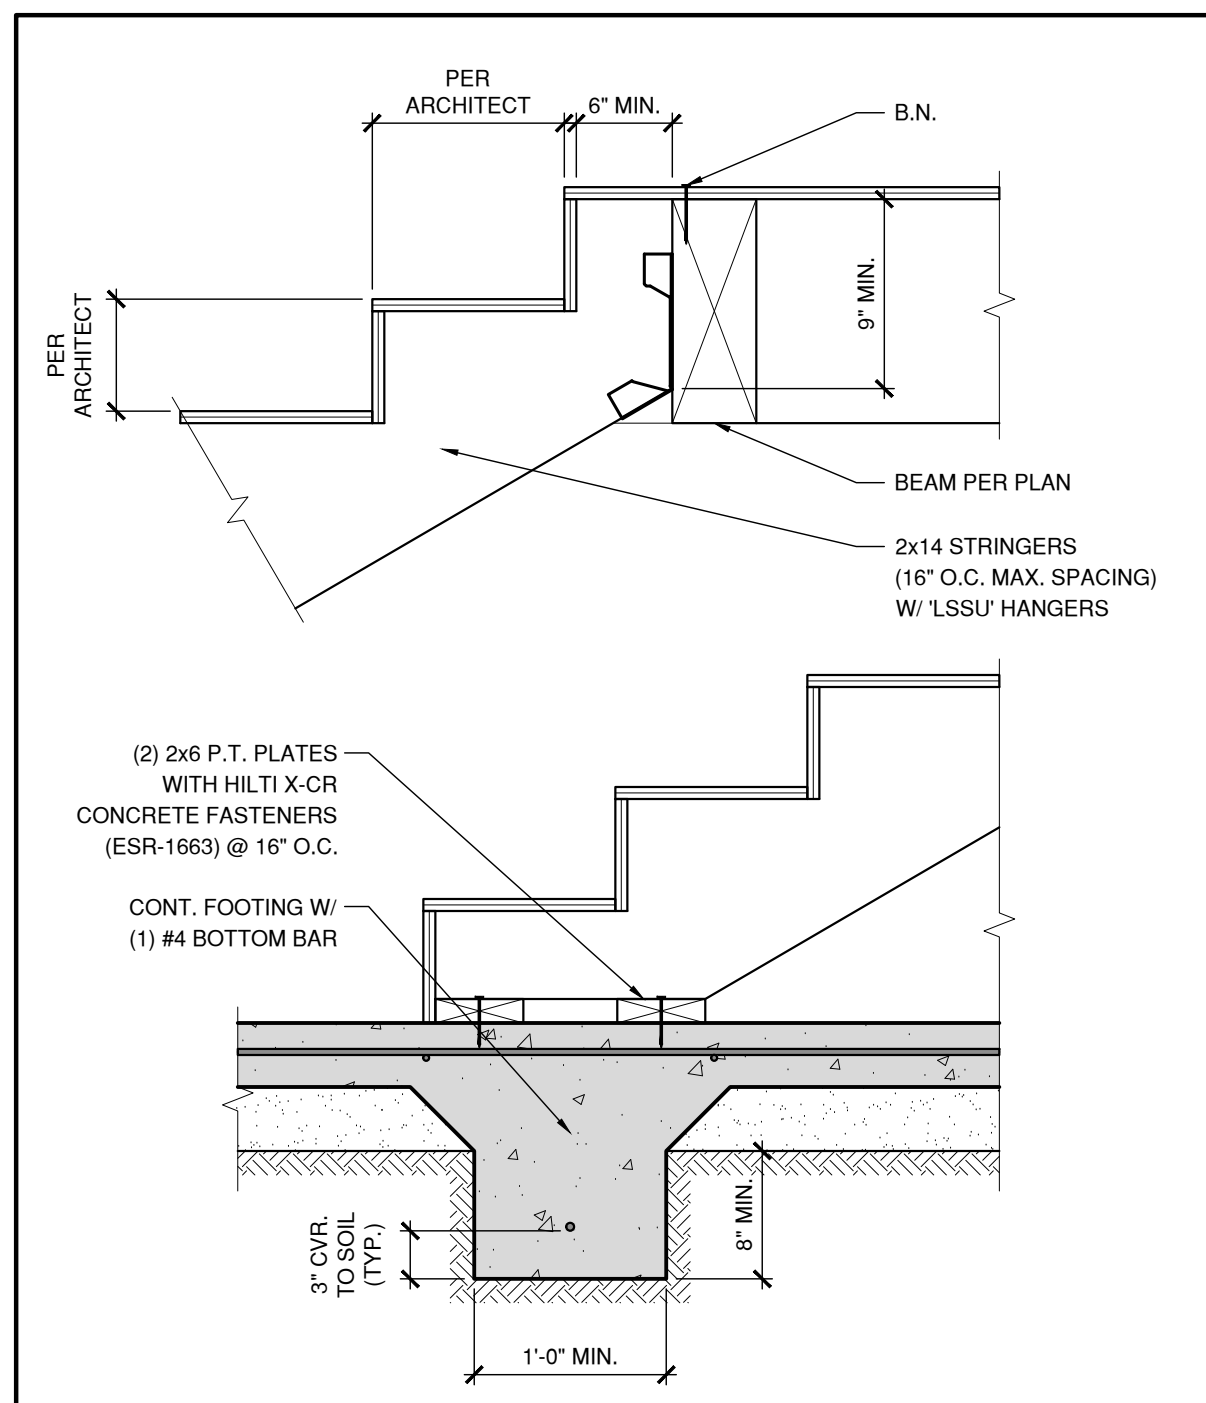 PER
ARCHITECT
6" MIN.
B.N.
PER
ARCHITECT
9" MIN.
BEAM PER PLAN
2x14 STRINGERS
(16" O.C. MAX. SPACING)
W/ 'LSSU' HANGERS
(2) 2x6 P.T. PLATES
WITH HILTI X-CR
CONCRETE FASTENERS
(ESR-1663) @ 16" O.C.
CONT. FOOTING W/
(1) #4 BOTTOM BAR
3" CVR.
TO SOIL
(TYP.)
8" MIN.
1'-0" MIN.